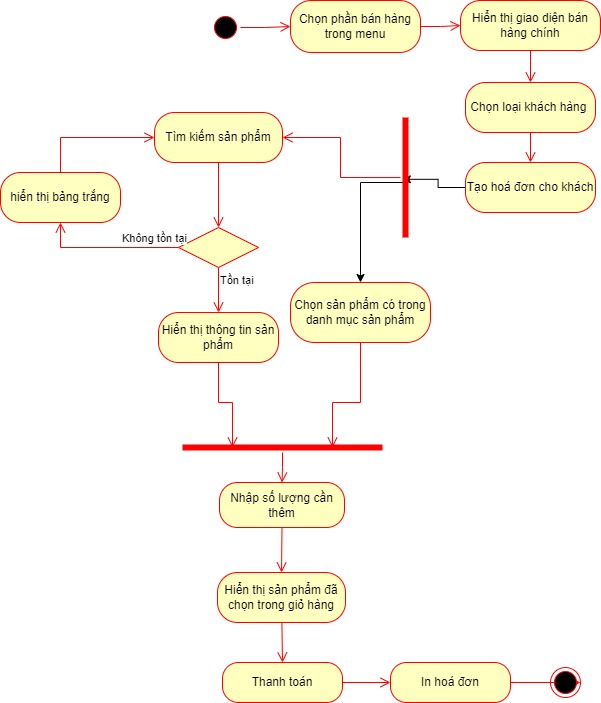 Chọn phần bán hàng
trong menu
Hiển thị giao diện bán
hàng chính
Chọn loại khách hàng
Tìm kiếm sản phẩm
hiển thị bảng trắng
Tạo hoá đơn cho khách
Không tồn tại
Tồn tại
Chọn sản phẩm có trong
danh mục sản phẩm
Hiển thị thông tin sản
phẩm
Nhập số lượng cần
thêm
Hiển thị sản phẩm đã
chọn trong giỏ hàng
Thanh toán
In hoá đơn